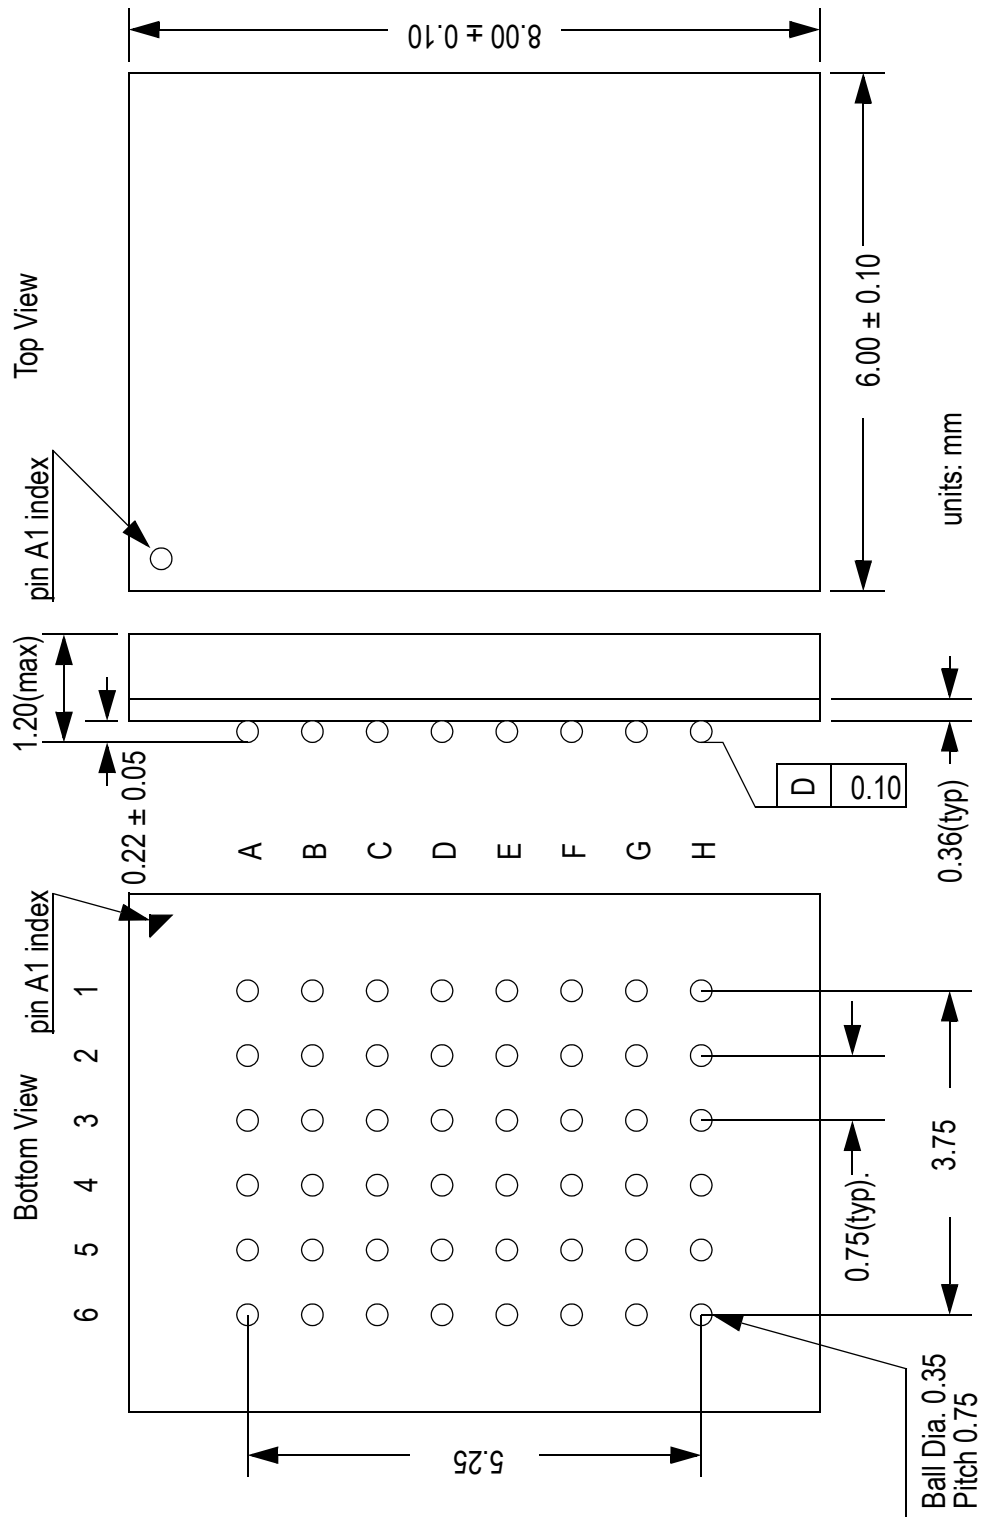 Bottom View
pin A1 index
Top View
pin A1 index
6 5 4 3 2 1
1.20(max)
0.22 ± 0.05
8.00 ± 0.10
A
B
C
D
E
F
G
H
5.25
D 0.10
0.75(typ).
6.00 ± 0.10
3.75
0.36(typ)
units: mm
Ball Dia. 0.35
Pitch 0.75